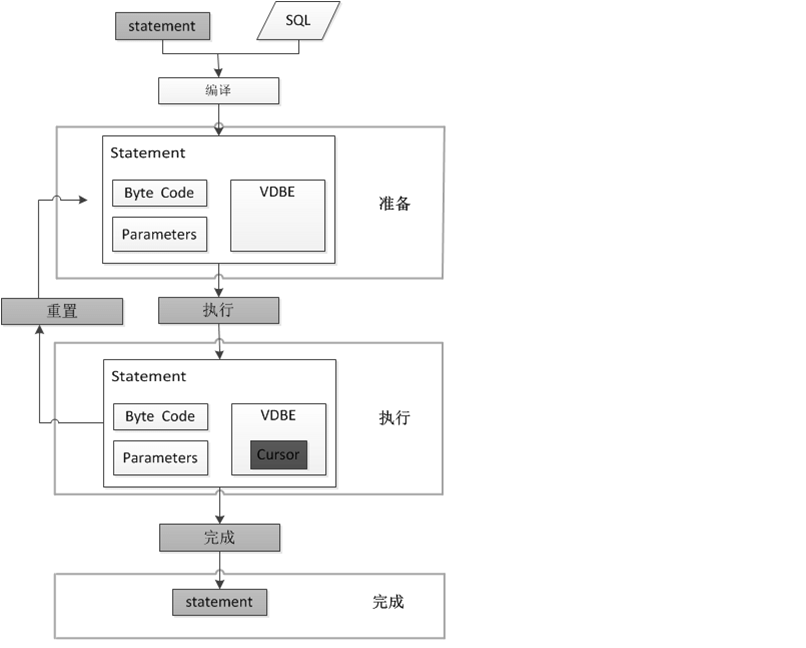 statement
SQL
编译
Statement
Byte Code
VDBE
Parameters
准备
重置
执行
Statement
Byte Code
VDBE
Parameters
Cursor
执行
完成
statement
完成